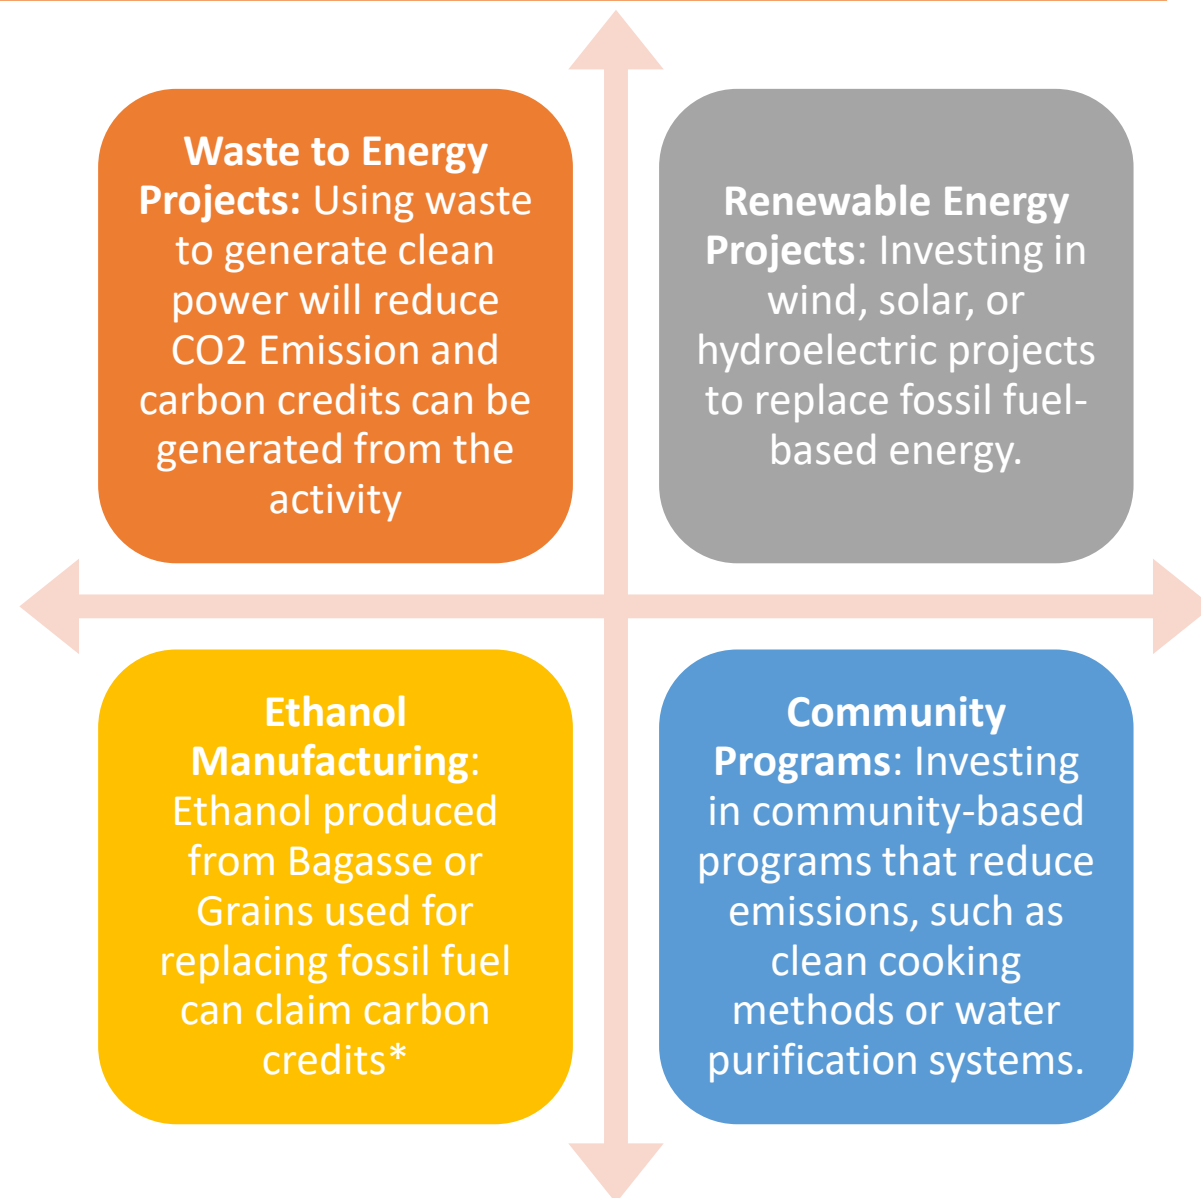 Waste to Energy
Projects: Using waste
to generate clean
power will reduce
CO2 Emission and
carbon credits can be
generated from the
activity
Renewable Energy
Projects: Investing in
wind, solar, or
hydroelectric projects
to replace fossil fuel-
based energy.
Ethanol
Manufacturing:
Ethanol produced
from Bagasse or
Grains used for
replacing fossil fuel
can claim carbon
credits*
Community
Programs: Investing
in community-based
programs that reduce
emissions, such as
clean cooking
methods or water
purification systems.